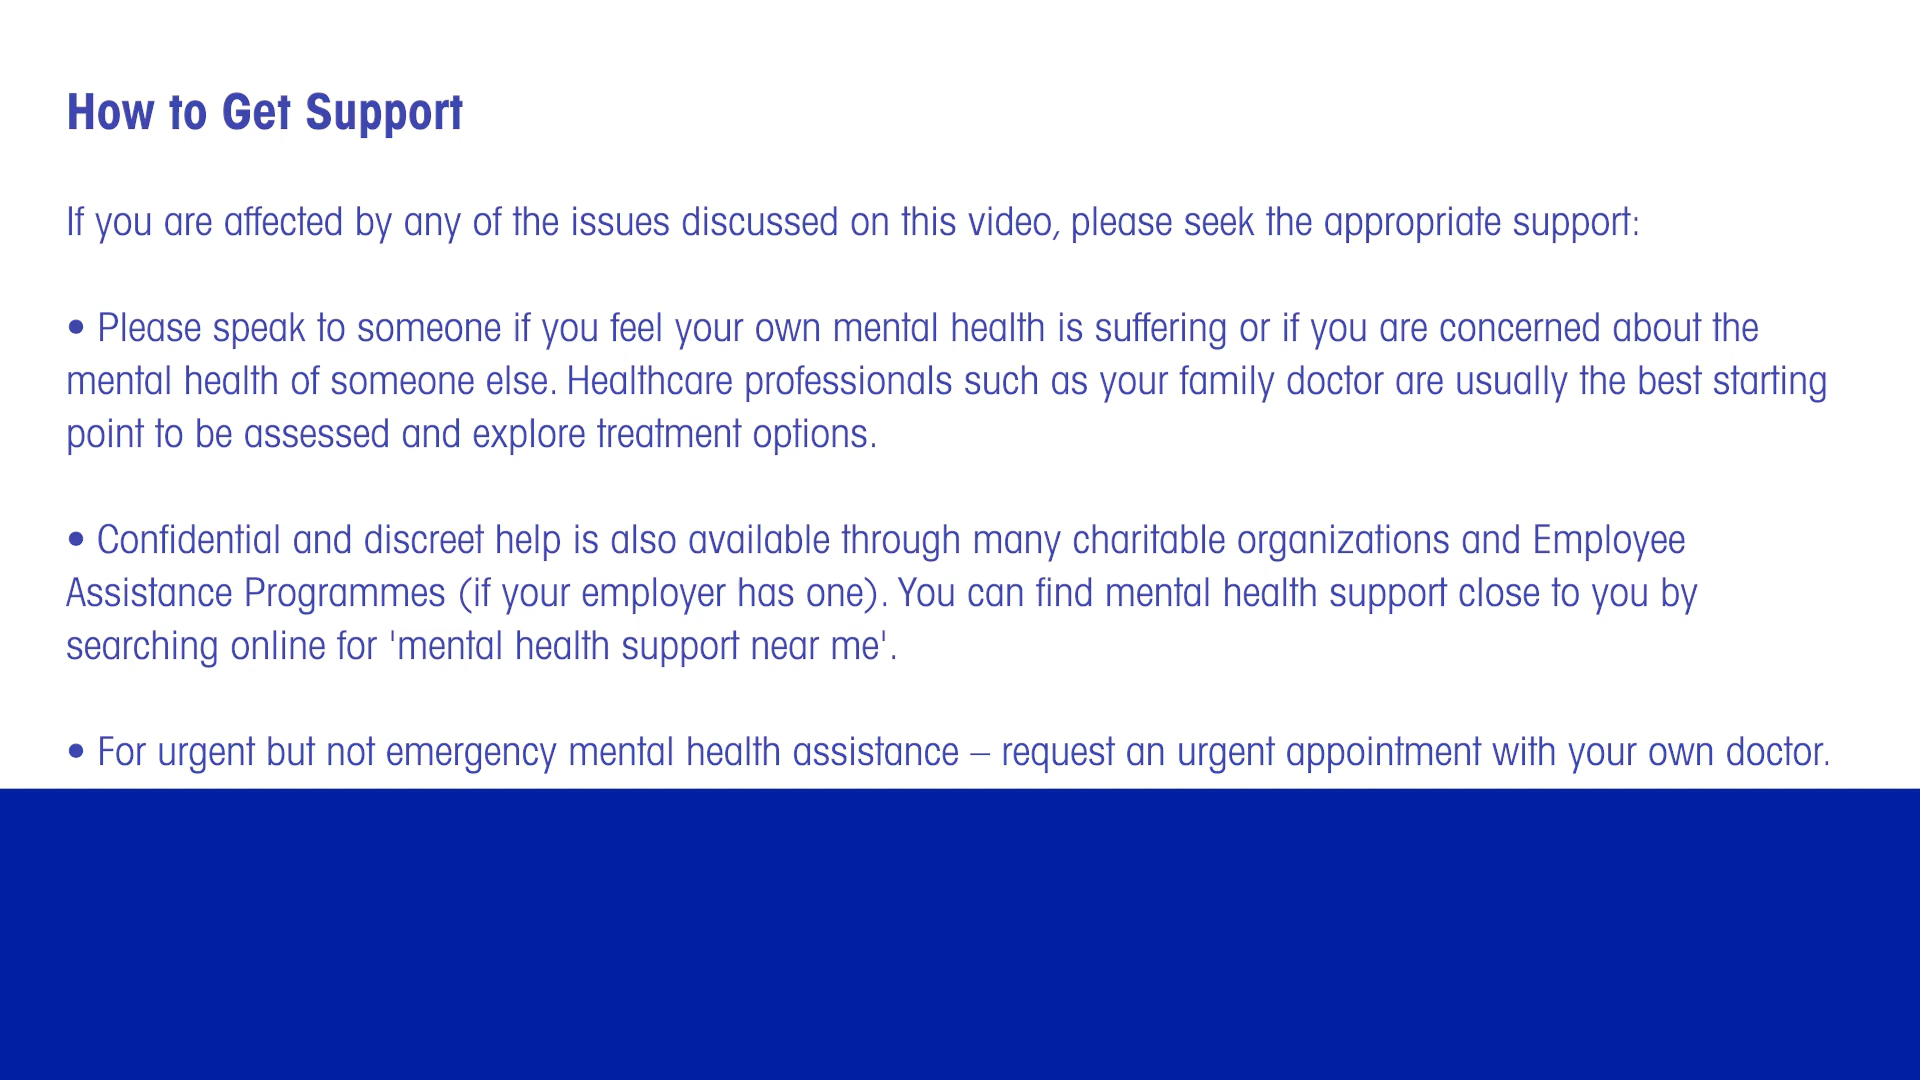 How to Get Support
If you are affected by any of the issues discussed on this video, please seek the appropriate support:
• Please speak to someone if you feel your own mental health is suffering or if you are concerned about the
mental health of someone else. Healthcare professionals such as your family doctor are usually the best starting
point to be assessed and explore treatment options.
• Confidential and discreet help is also available through many charitable organizations and Employee
Assistance Programmes (if your employer has one). You can find mental health support close to you by
searching online for 'mental health support near me'.
• For urgent but not emergency mental health assistance – request an urgent appointment with your own doctor.